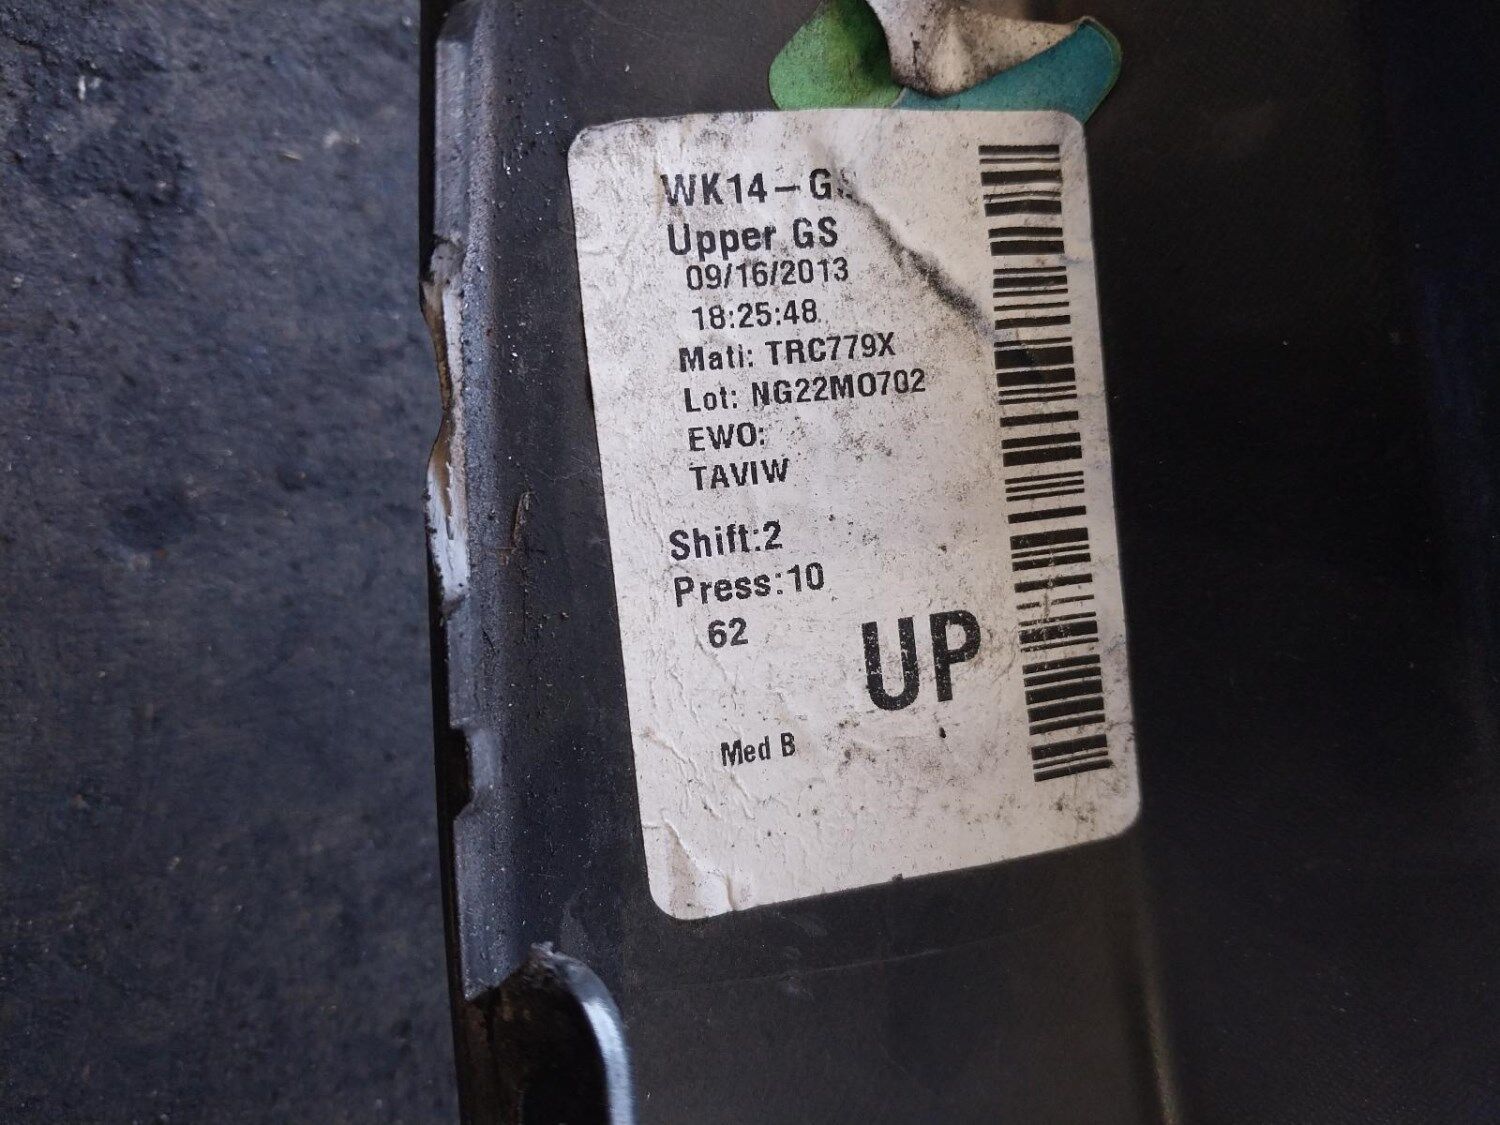 WK14-G
Upper GS
09/16/2013
18:25:48
Matl: TRC779X
Lot: NG22MO702
EWO:
TAVIW
Shift:2
Press:10
62
UP
Med B